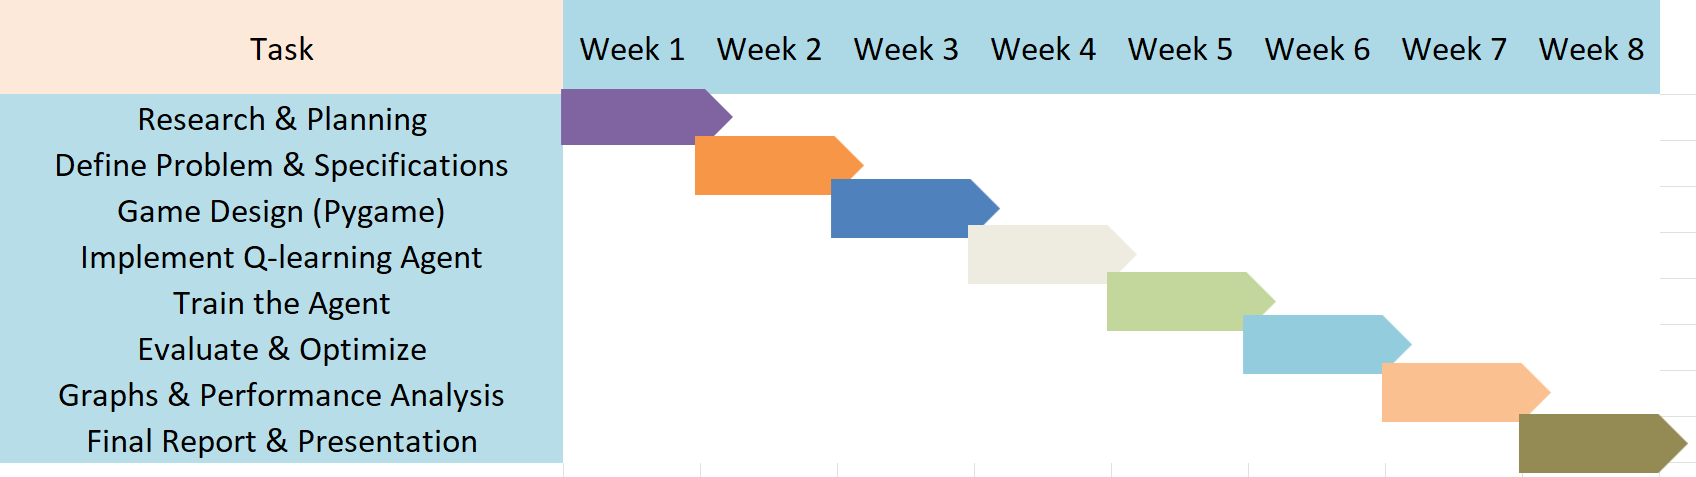 Task Week 1 Week 2 Week 3 Week 4 Week 5 Week 6 Week 7 Week 8
Research & Planning
Define Problem & Specifications
Game Design (Pygame)
Implement Q-learning Agent
Train the Agent
Evaluate & Optimize
Graphs & Performance Analysis
Final Report & Presentation